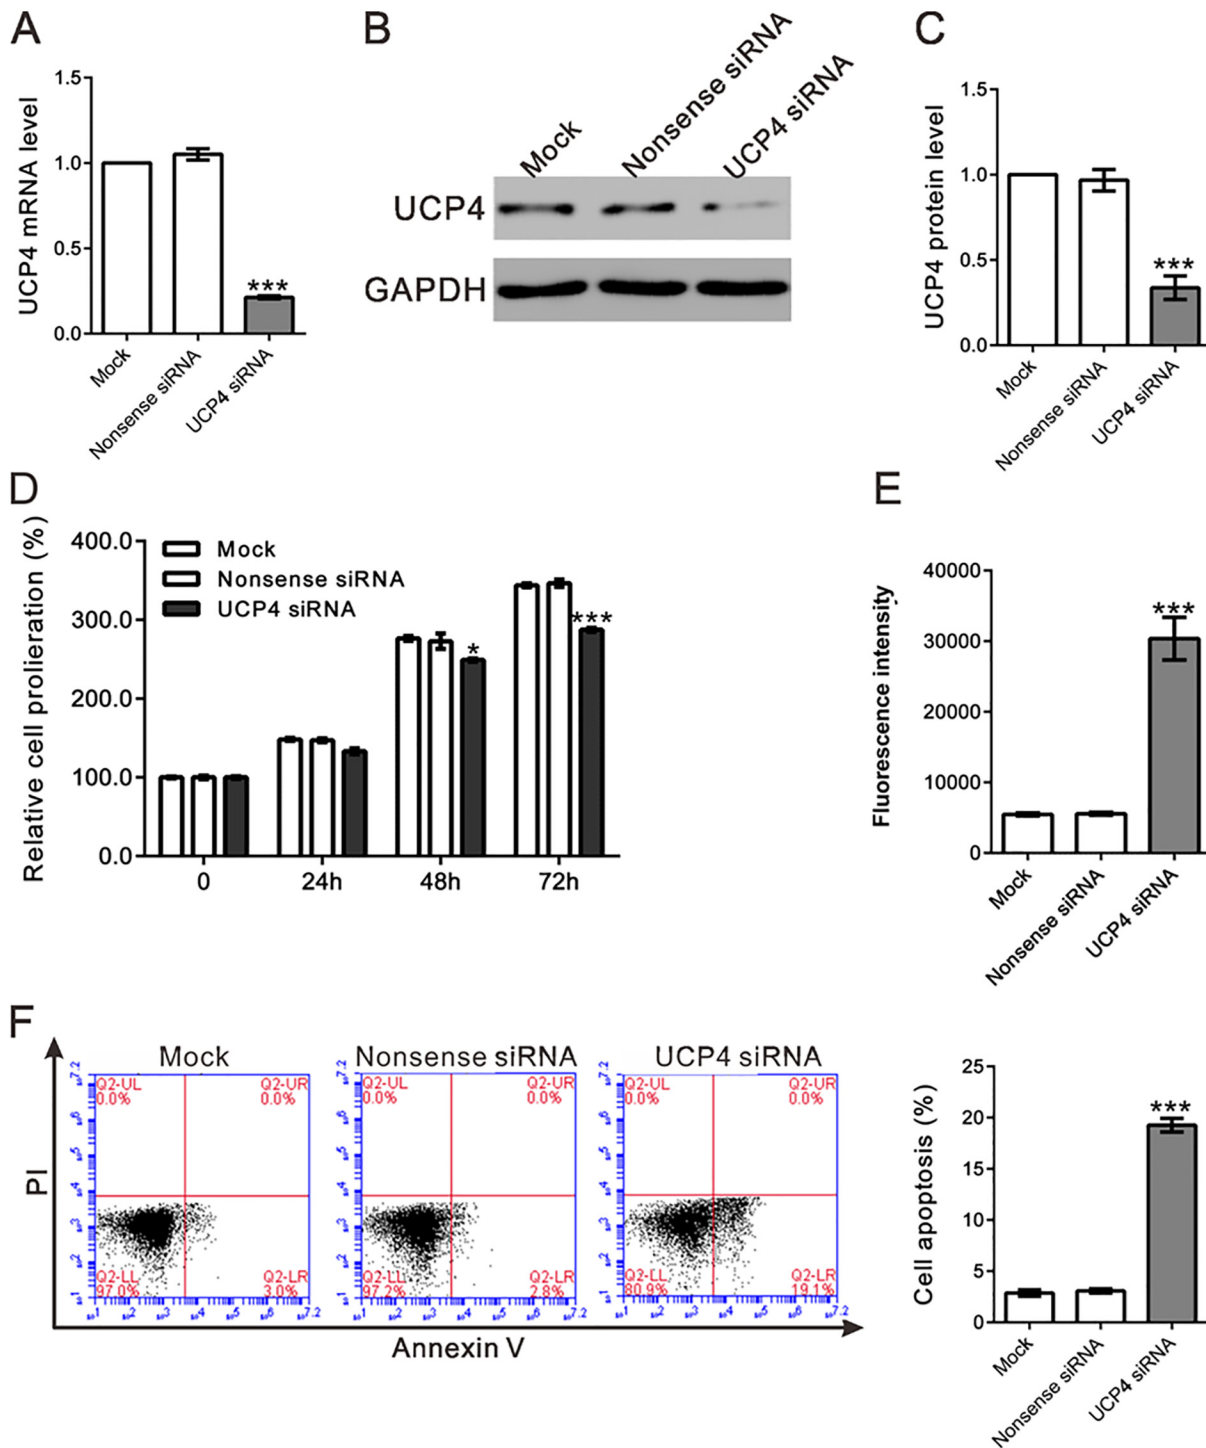 A
UCP4 mRNA level
1.5
1.0
0.5
0.0
***
Mock
Nonsense siRNA
UCP4 siRNA
B
Mock
Nonsense siRNA
UCP4 siRNA
UCP4
GAPDH
C
UCP4 protein level
1.5
1.0
0.5
0.0
***
Mock
Nonsense siRNA
UCP4 siRNA
D
Relative cell prolieration (%)
400.0
300.0
200.0
100.0
0.0
Mock
Nonsense siRNA
UCP4 siRNA
*
***
0
24h
48h
72h
E
Fluorescence intensity
40000
30000
20000
10000
0
***
Mock
Nonsense siRNA
UCP4 siRNA
F
PI
Annexin V
Mock
Q2-UL
0.0%
Q2-UR
0.0%
Q2-LL
97.0%
Q2-LR
3.0%
Nonsense siRNA
Q2-UL
0.0%
Q2-UR
0.0%
Q2-LL
97.2%
Q2-LR
2.8%
UCP4 siRNA
Q2-UL
0.0%
Q2-UR
0.0%
Q2-LL
80.9%
Q2-LR
19.1%
Cell apoptosis (%)
25
20
15
10
5
0
***
Mock
Nonsense siRNA
UCP4 siRNA